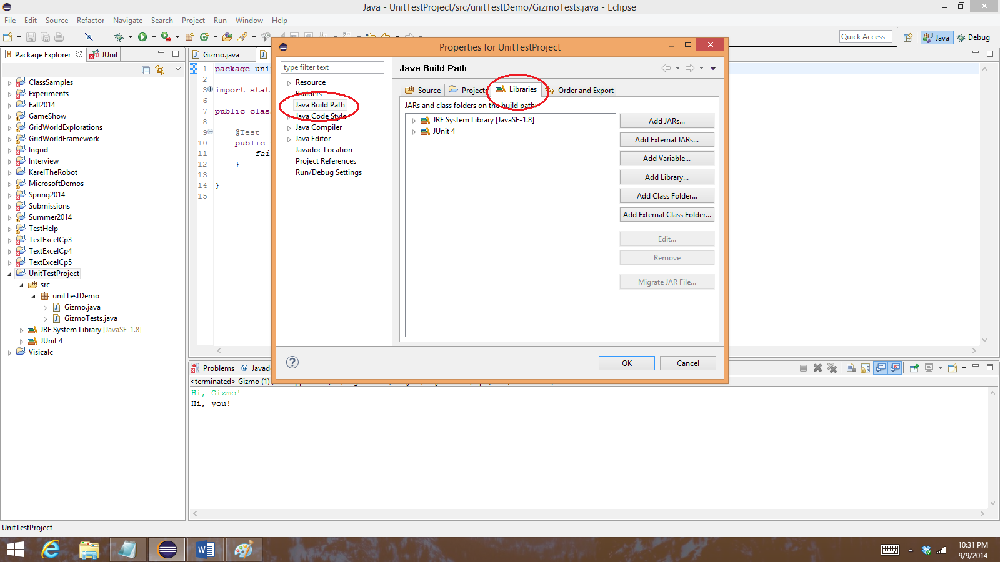 Java - UnitTestProject/src/unitTestDemo/GizmoTests.java - Eclipse
File Edit Source Refactor Navigate Search Project Run Window Help
Quick Access
Java
Debug
Package Explorer
JUnit
ClassSamples
Experiments
Fall2014
GameShow
GridWorldExplorations
GridWorldFramework
Ingrid
Interview
KarelTheRobot
MicrosoftDemos
Spring2014
Submissions
Summer2014
TestHelp
TextExcelCp3
TextExcelCp4
TextExcelCp5
UnitTestProject
src
unitTestDemo
Gizmo.java
GizmoTests.java
JRE System Library [JavaSE-1.8]
JUnit 4
Visicalc
Gizmo.java
1 package uni
2
3 import stat
6
7 public clas
8
9 @Test
10 public
11 fai
12 }
13
14 }
15
Properties for UnitTestProject
type filter text
Resource
Builders
Java Build Path
Java Code Style
Java Compiler
Java Editor
Javadoc Location
Project References
Run/Debug Settings
Java Build Path
Source Projects Libraries Order and Export
JARs and class folders on the build path:
JRE System Library [JavaSE-1.8]
JUnit 4
Add JARs...
Add External JARs...
Add Variable...
Add Library...
Add Class Folder...
Add External Class Folder...
Edit...
Remove
Migrate JAR File...
OK
Cancel
Problems
@ Javad
<terminated> Gizmo (1)
Hi, Gizmo!
Hi, you!
UnitTestProject
10:31 PM
9/9/2014